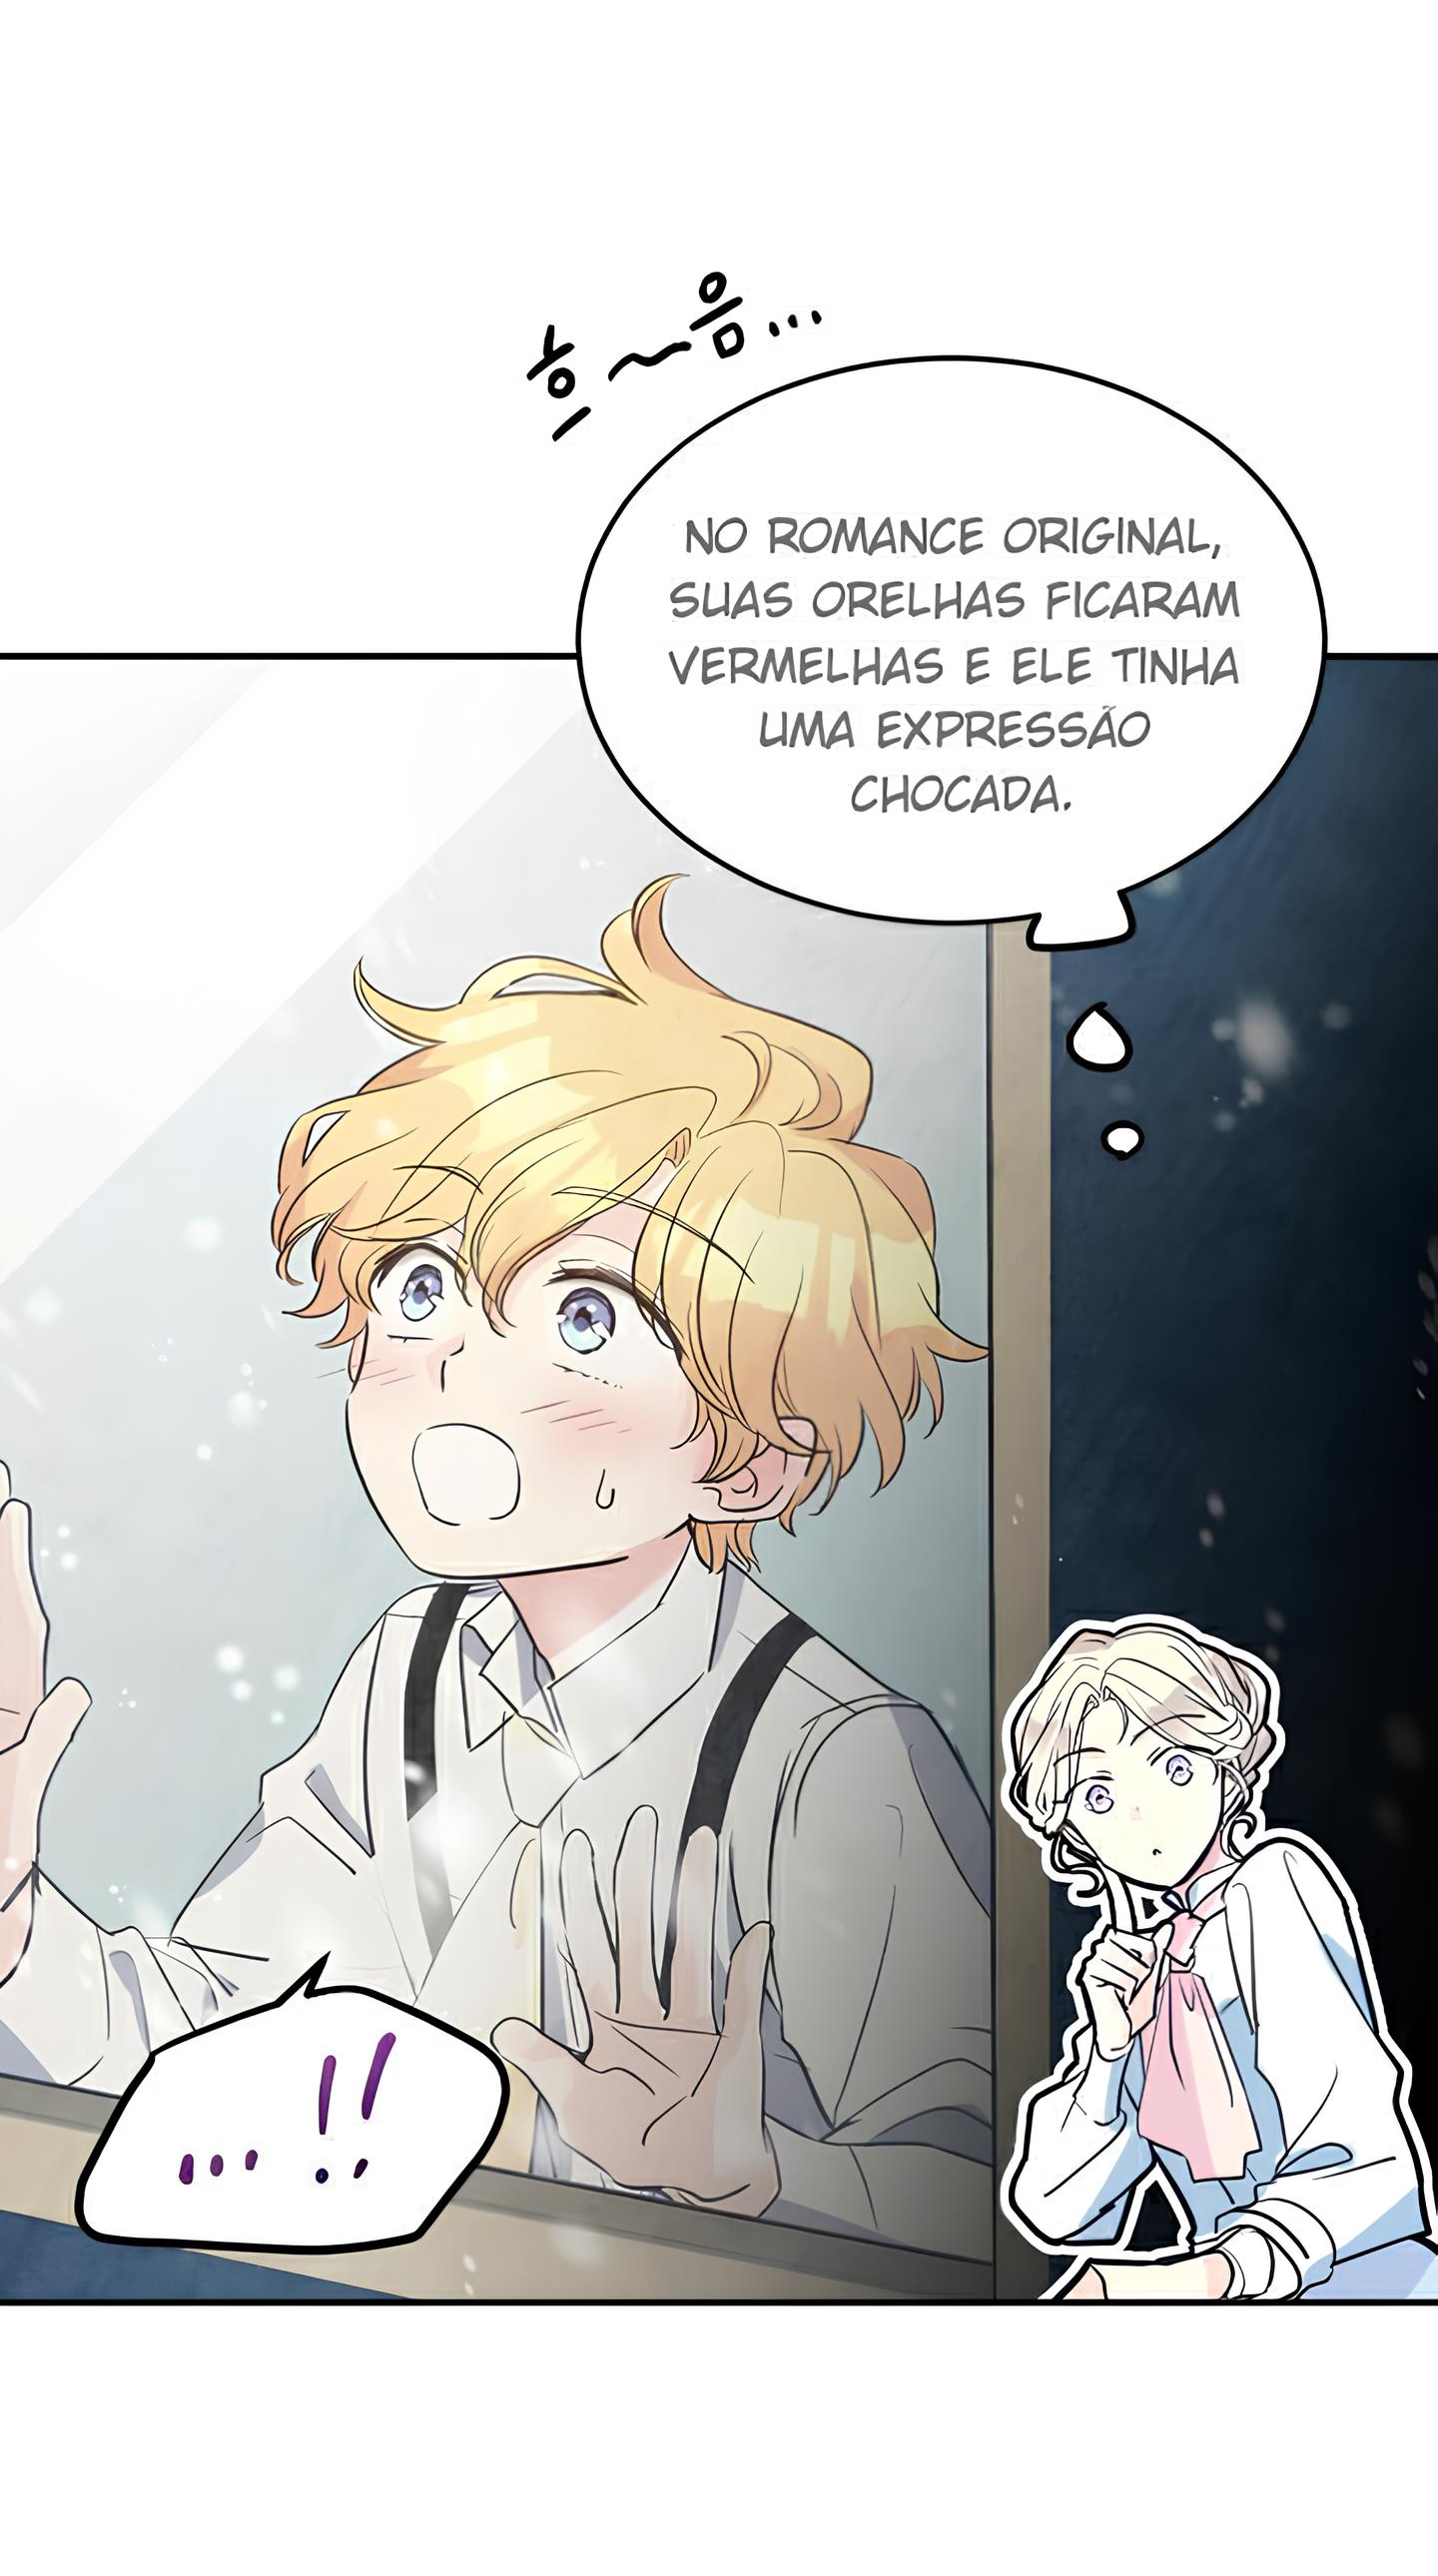 흐~음...
NO ROMANCE ORIGINAL,
SUAS ORELHAS FICARAM
VERMELHAS E ELE TINHA
UMA EXPRESSÃO
CHOCADA.
...!!